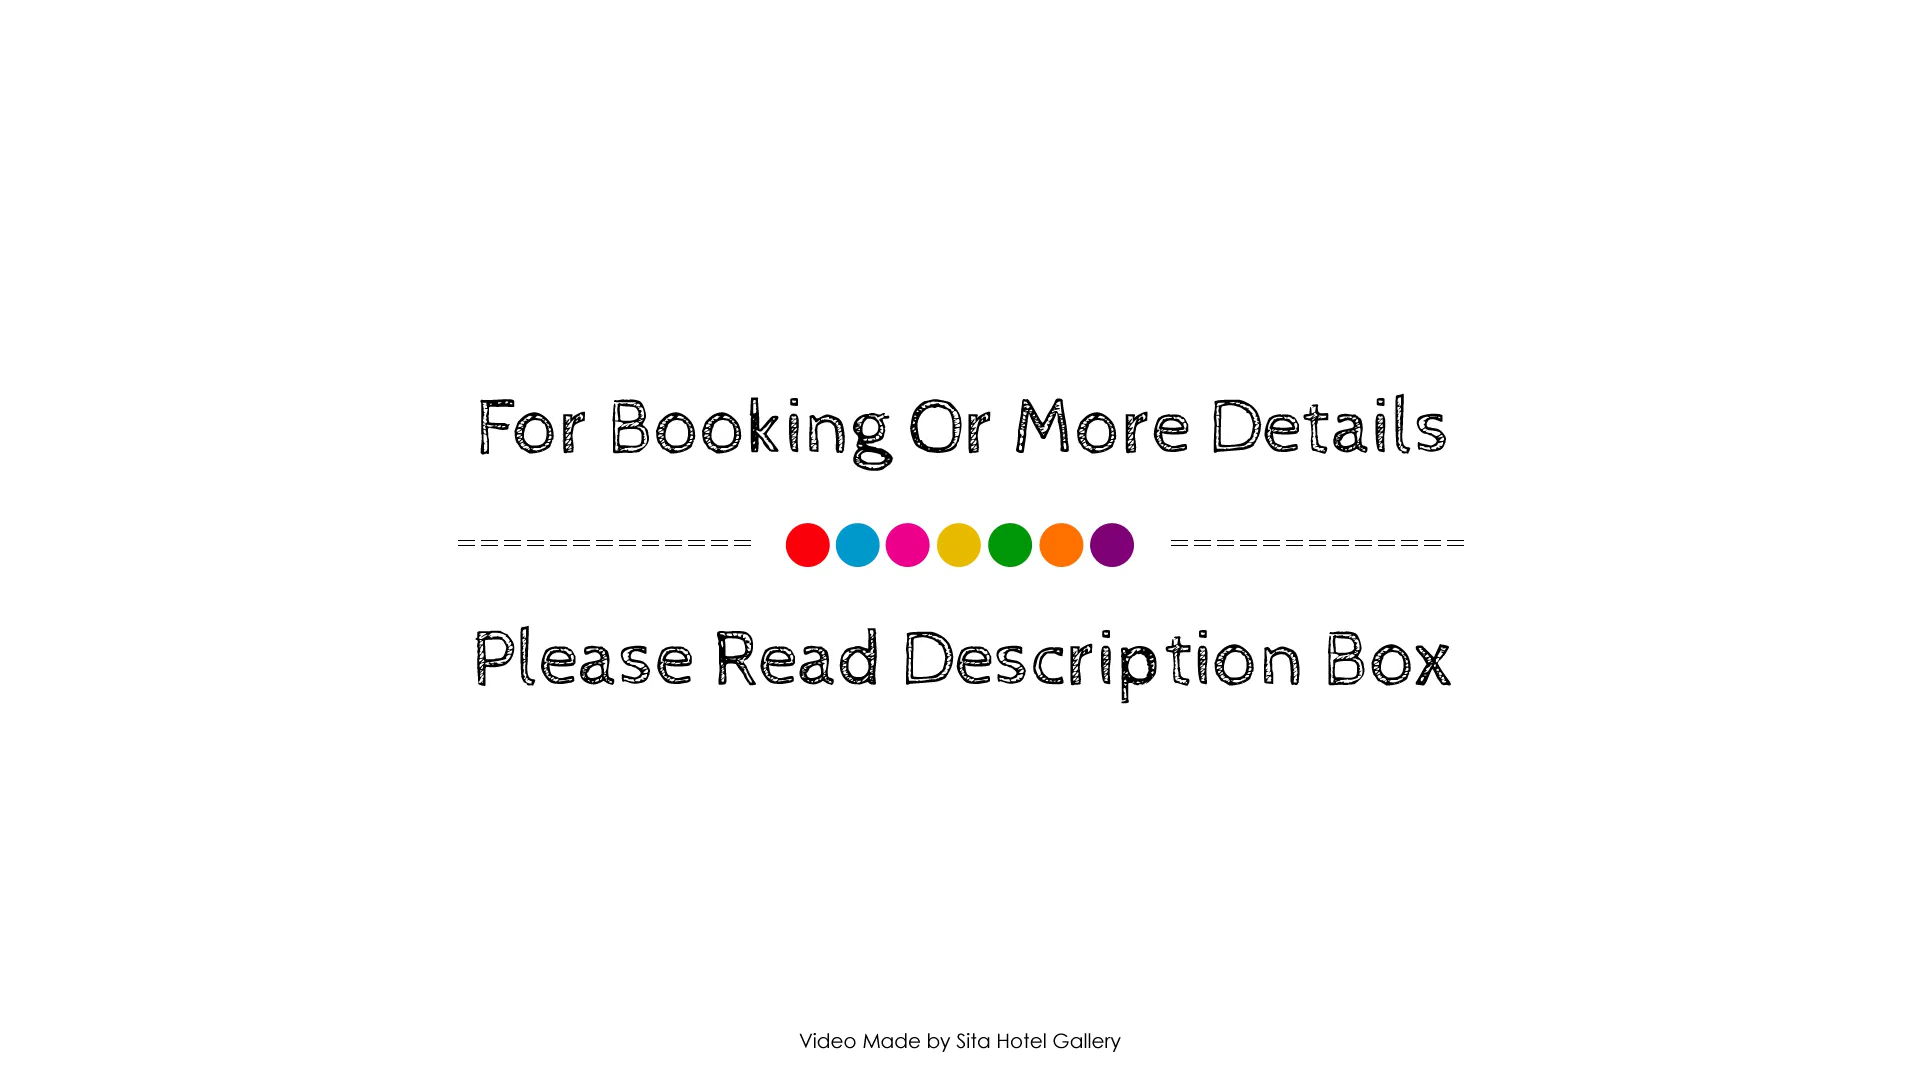 For Booking Or More Details
============= =============
Please Read Description Box
Video Made by Sita Hotel Gallery